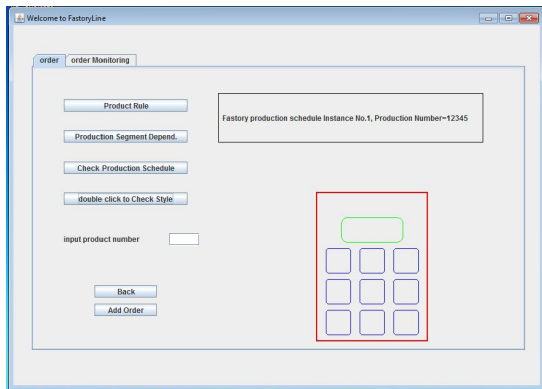 Welcome to FastoryLine
order
order Monitoring
Product Rule
Fastory production schedule Instance No.1, Production Number=12345
Production Segment Depend.
Check Production Schedule
double click to Check Style
input product number
Back
Add Order